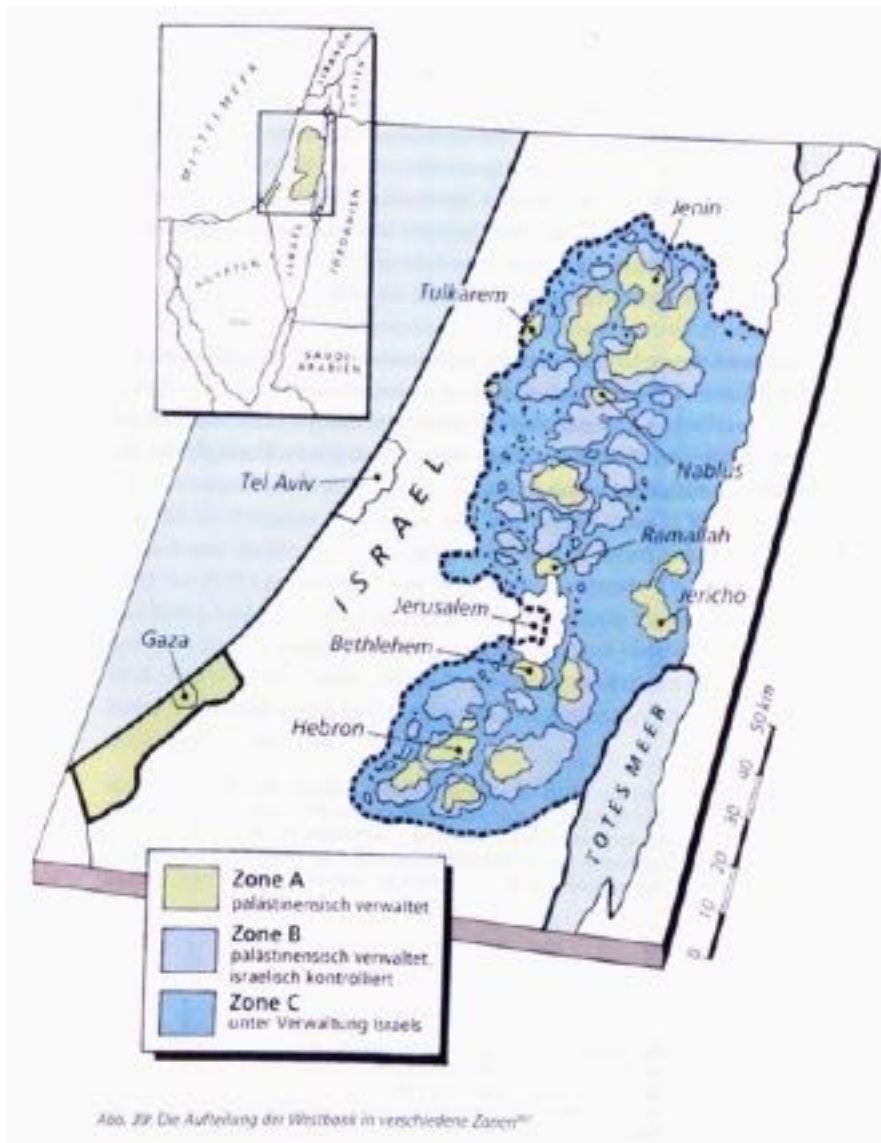 MITTELMEER
LIBANON
SYRIEN
ÄGYPTEN
ISRAEL
JORDANIEN
SAUDI-
ARABIEN
Jenin
Tulkarem
Tel Aviv
ISRAEL
Nablus
Ramallah
Jerusalem
Jericho
Bethlehem
Gaza
Hebron
TOTES MEER
0 10 20 30 40 50 km
Zone A
palästinensisch verwaltet
Zone B
palästinensisch verwaltet
israelisch kontrolliert
Zone C
unter Verwaltung Israels
Abb. 39: Die Aufteilung der Westbank in verschiedene Zonen